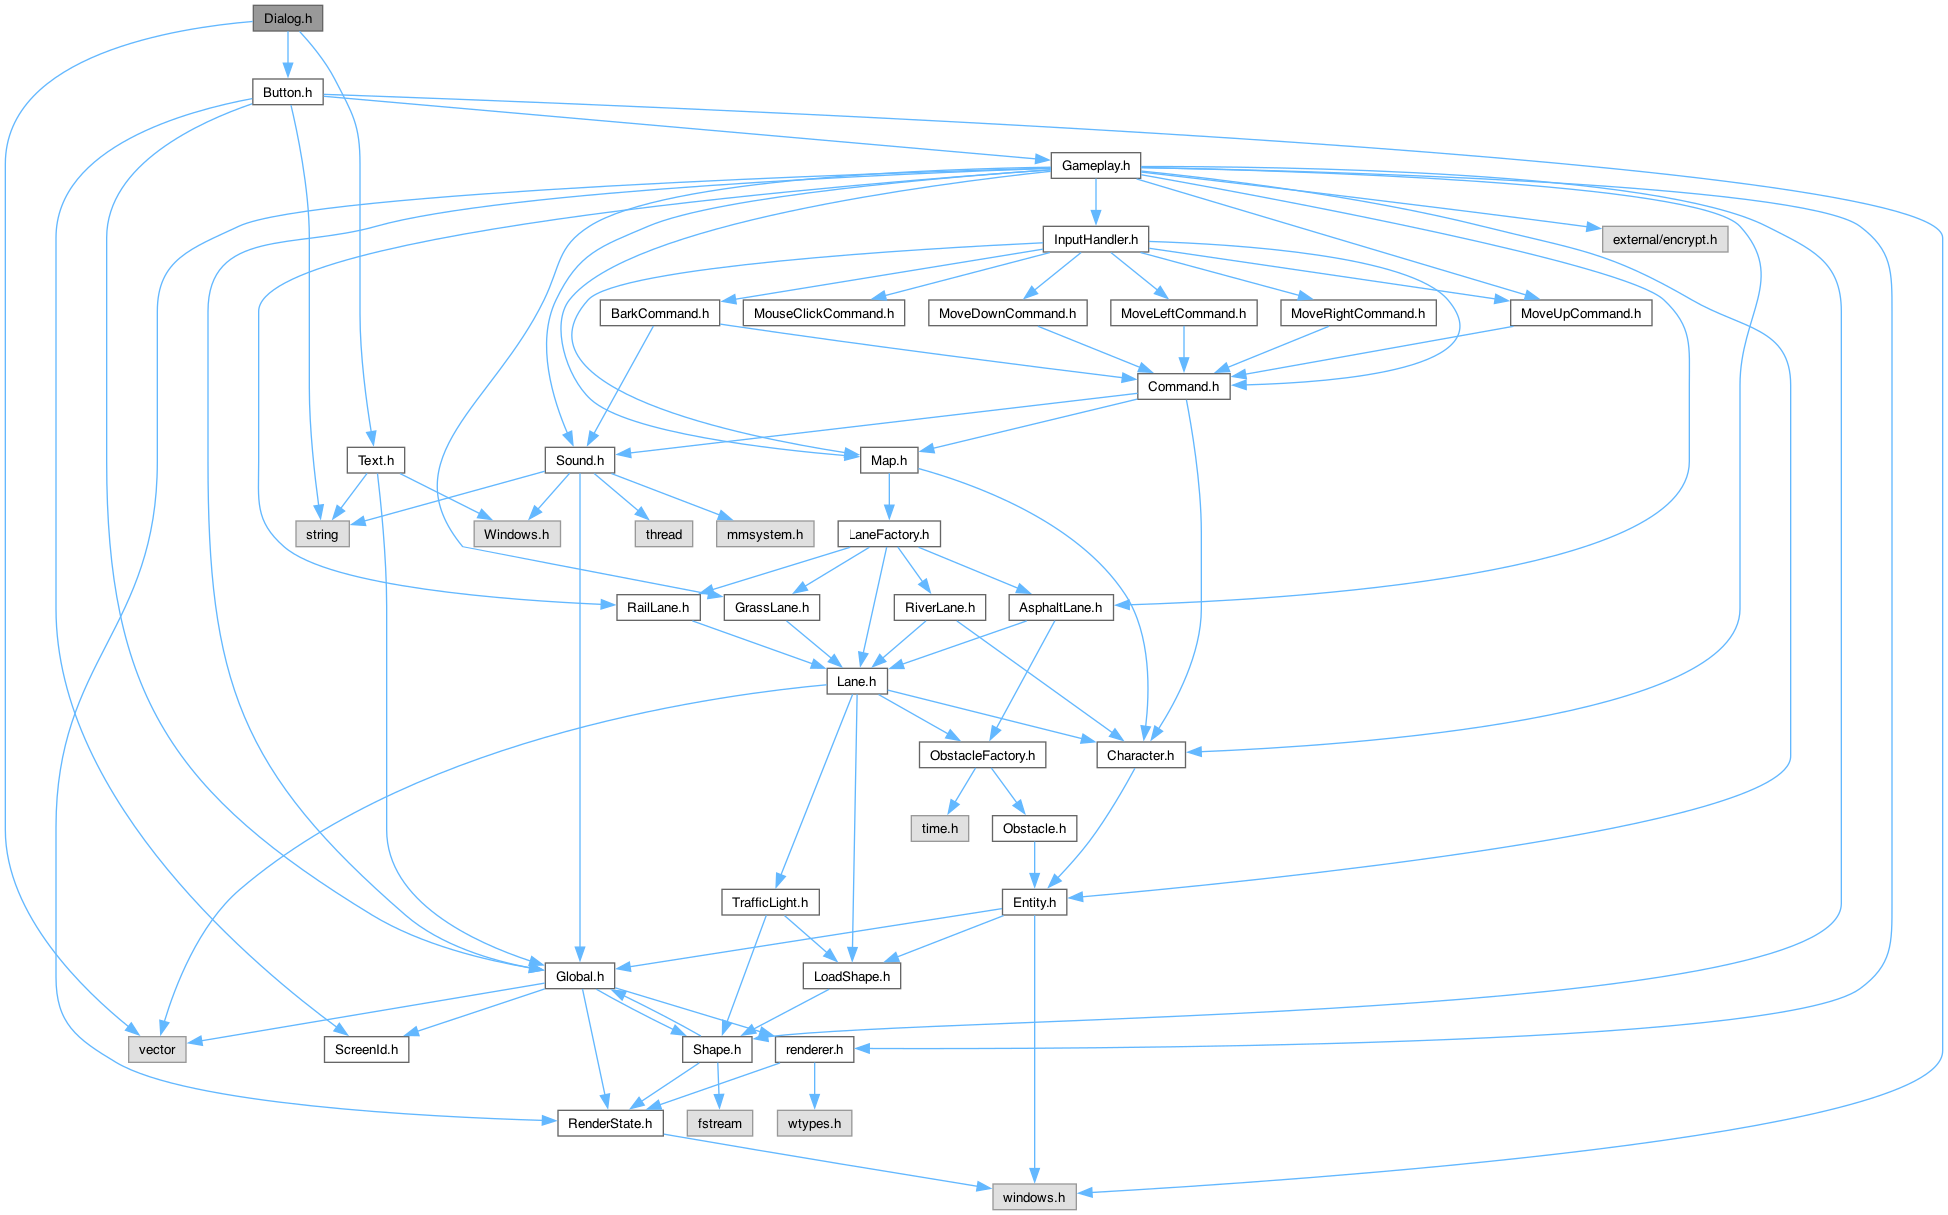 Dialog.h
Button.h
Gameplay.h
InputHandler.h
external/encrypt.h
BarkCommand.h
MouseClickCommand.h
MoveDownCommand.h
MoveLeftCommand.h
MoveRightCommand.h
MoveUpCommand.h
Command.h
Text.h
Sound.h
Map.h
string
Windows.h
thread
mmsystem.h
LaneFactory.h
RailLane.h
GrassLane.h
RiverLane.h
AsphaltLane.h
Lane.h
ObstacleFactory.h
Character.h
time.h
Obstacle.h
TrafficLight.h
Entity.h
Global.h
LoadShape.h
vector
ScreenId.h
Shape.h
renderer.h
RenderState.h
fstream
wtypes.h
windows.h